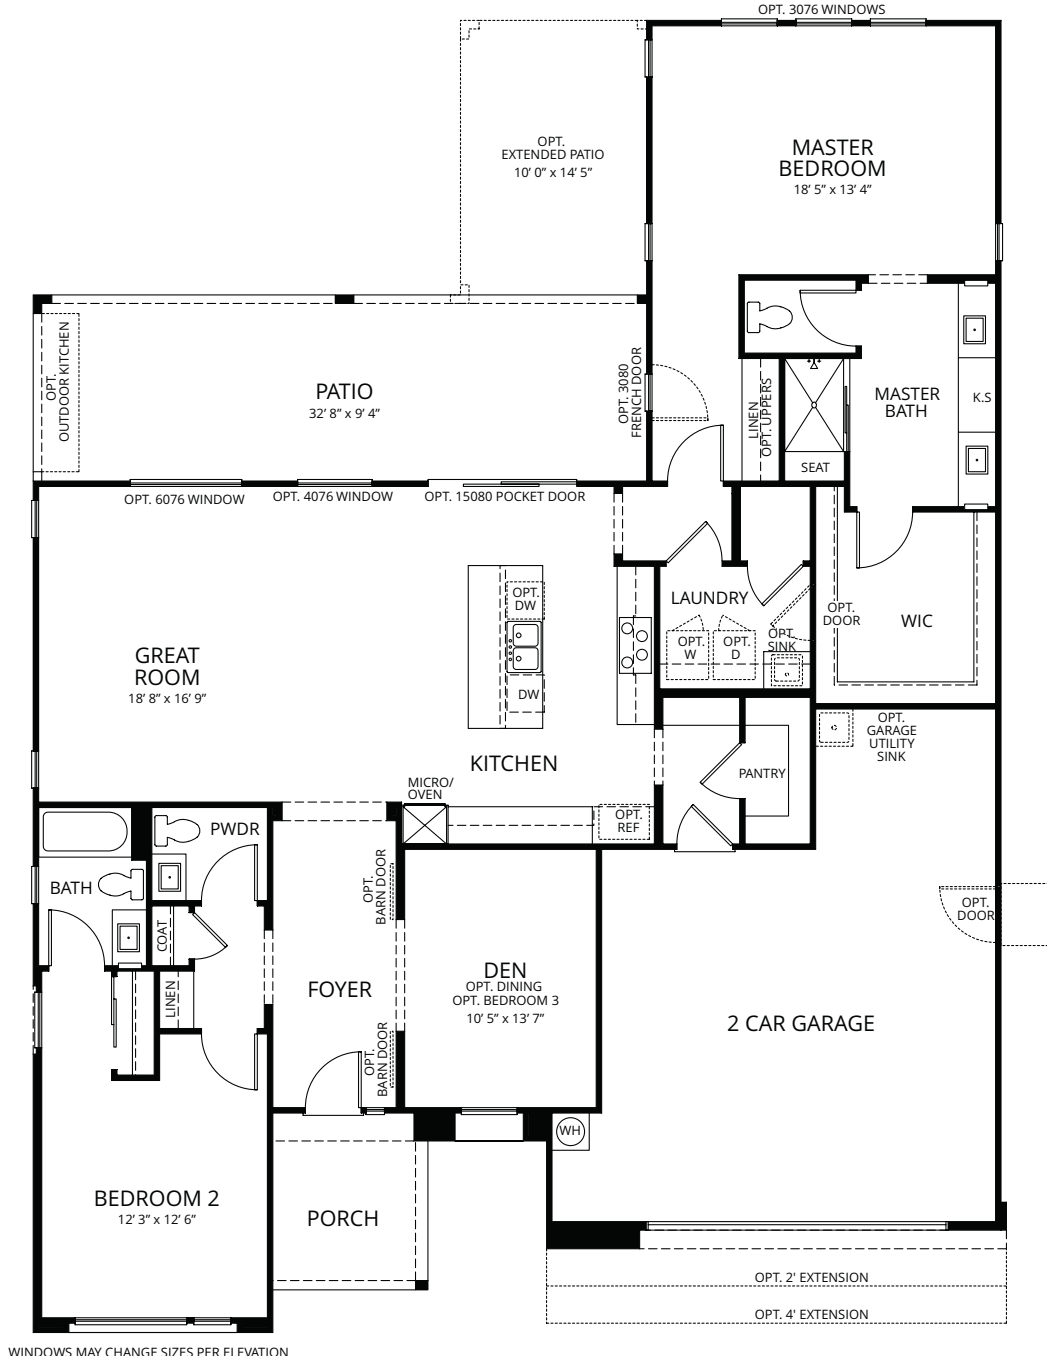 OPT. 3076 WINDOWS
OPT.
EXTENDED PATIO
10' 0" x 14' 5"
MASTER
BEDROOM
18' 5" x 13' 4"
OPT.
OUTDOOR KITCHEN
PATIO
32' 8" x 9' 4"
OPT. 3080
FRENCH DOOR
LINEN
OPT. UPPERS
SEAT
MASTER
BATH
K.S
OPT. 6076 WINDOW
OPT. 4076 WINDOW
OPT. 15080 POCKET DOOR
OPT.
DW
DW
LAUNDRY
OPT.
W
OPT.
D
OPT.
SINK
OPT.
DOOR
WIC
GREAT
ROOM
18' 8" x 16' 9"
KITCHEN
MICRO/
OVEN
OPT.
REF
PANTRY
OPT.
GARAGE
UTILITY
SINK
PWDR
BATH
COAT
LINEN
OPT.
BARN DOOR
FOYER
OPT.
BARN DOOR
DEN
OPT. DINING
OPT. BEDROOM 3
10' 5" x 13' 7"
OPT.
DOOR
2 CAR GARAGE
WH
BEDROOM 2
12' 3" x 12' 6"
PORCH
OPT. 2' EXTENSION
OPT. 4' EXTENSION
WINDOWS MAY CHANGE SIZES PER ELEVATION